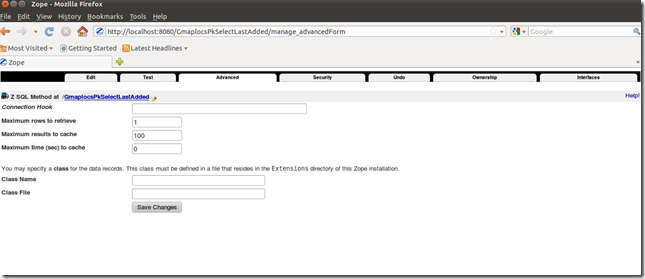 Zope - Mozilla Firefox
File Edit View History Bookmarks Tools Help
http://localhost:8080/GmaplocsPkSelectLastAdded/manage_advancedForm
Google
Most Visited Getting Started Latest Headlines
Zope
Edit Test Advanced Security Undo Ownership Interfaces
Z SQL Method at /GmaplocsPkSelectLastAdded Help!
Connection Hook
Maximum rows to retrieve 1
Maximum results to cache 100
Maximum time (sec) to cache 0
You may specify a class for the data records. This class must be defined in a file that resides in the Extensions directory of this Zope installation.
Class Name
Class File
Save Changes